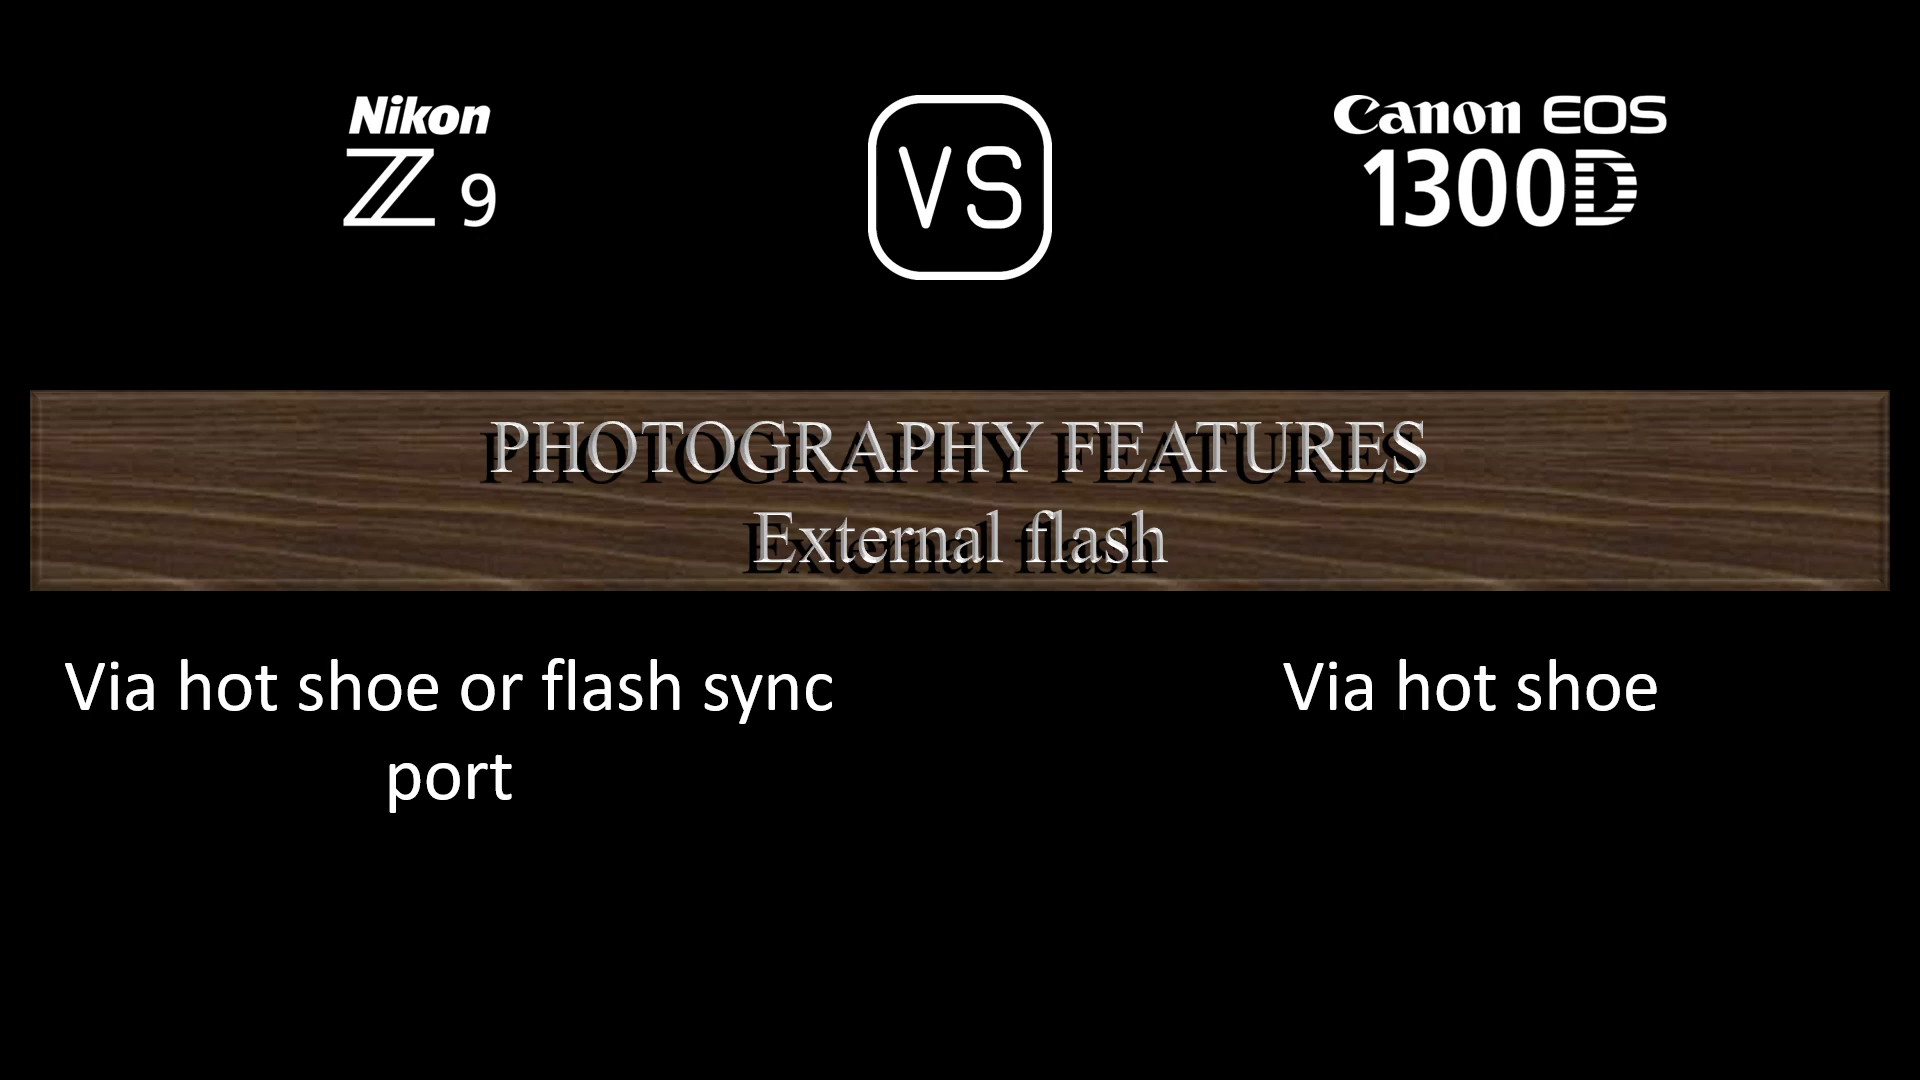 Nikon
Z 9
VS
Canon EOS
1300D
PHOTOGRAPHY FEATURES
External flash
Via hot shoe or flash sync
port
Via hot shoe